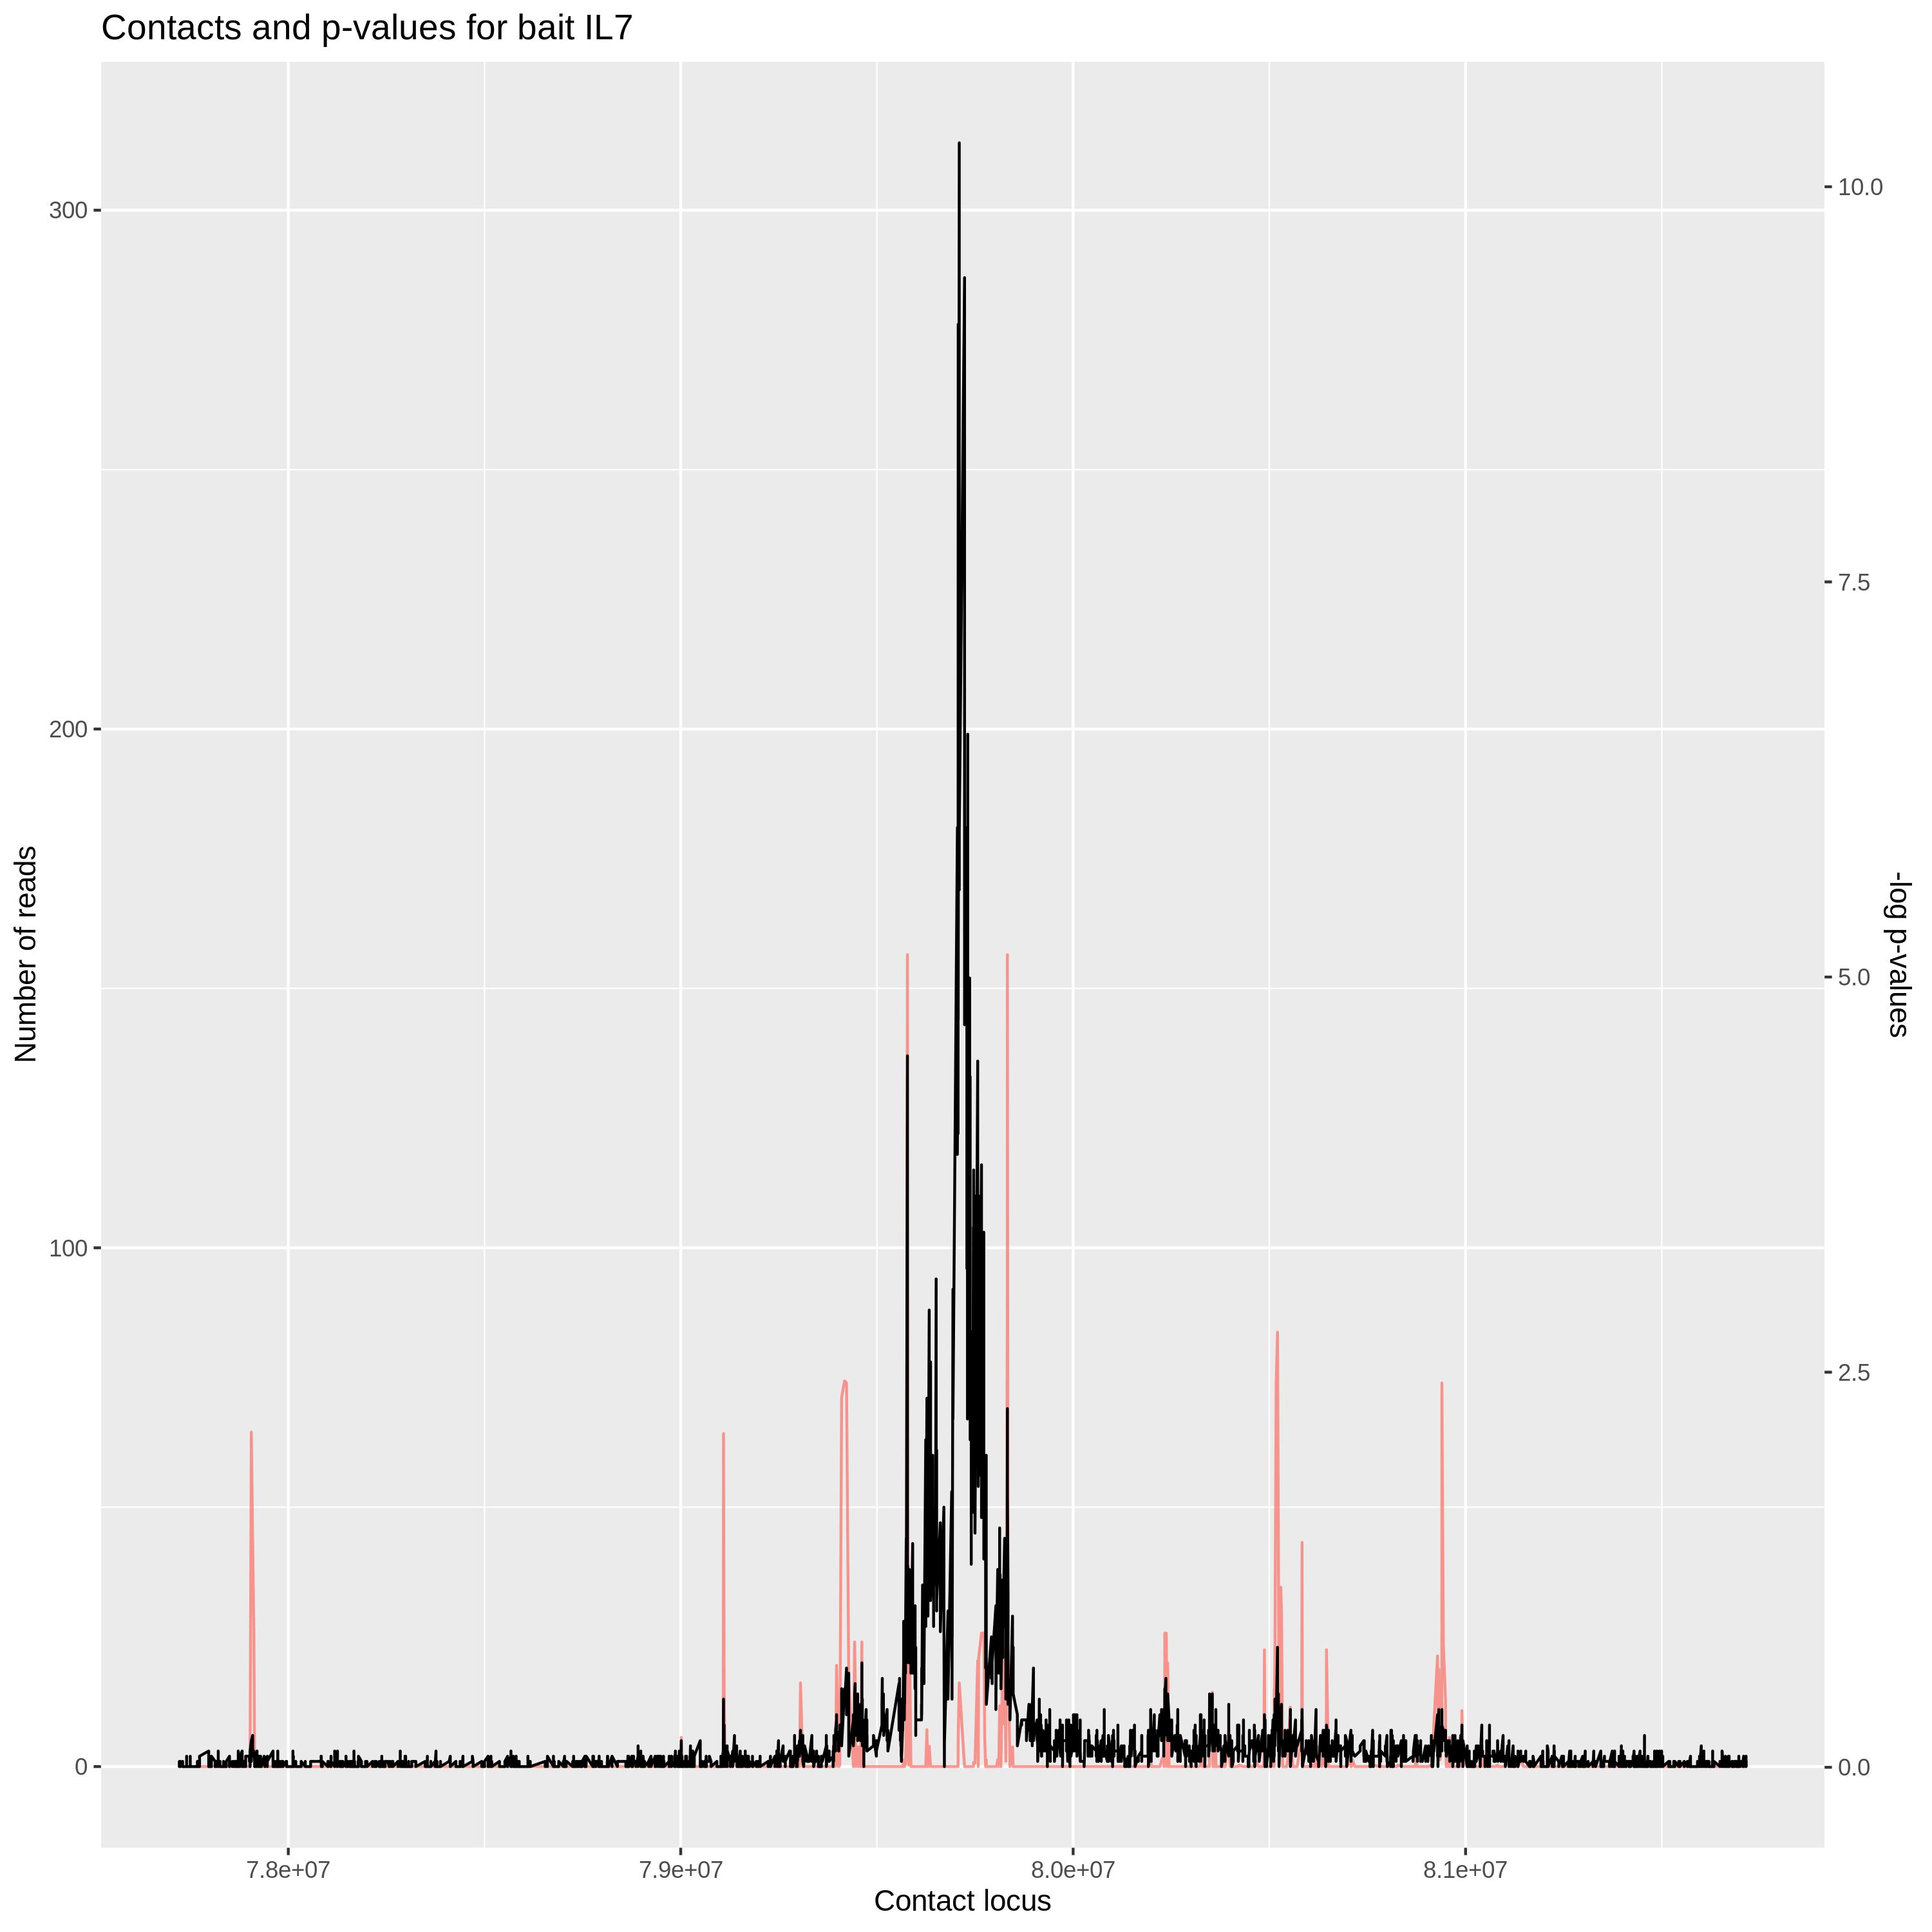 Contacts and p-values for bait IL7
300
200
100
0
10.0
7.5
5.0
2.5
0.0
Number of reads
-log p-values
7.8e+07
7.9e+07
8.0e+07
8.1e+07
Contact locus